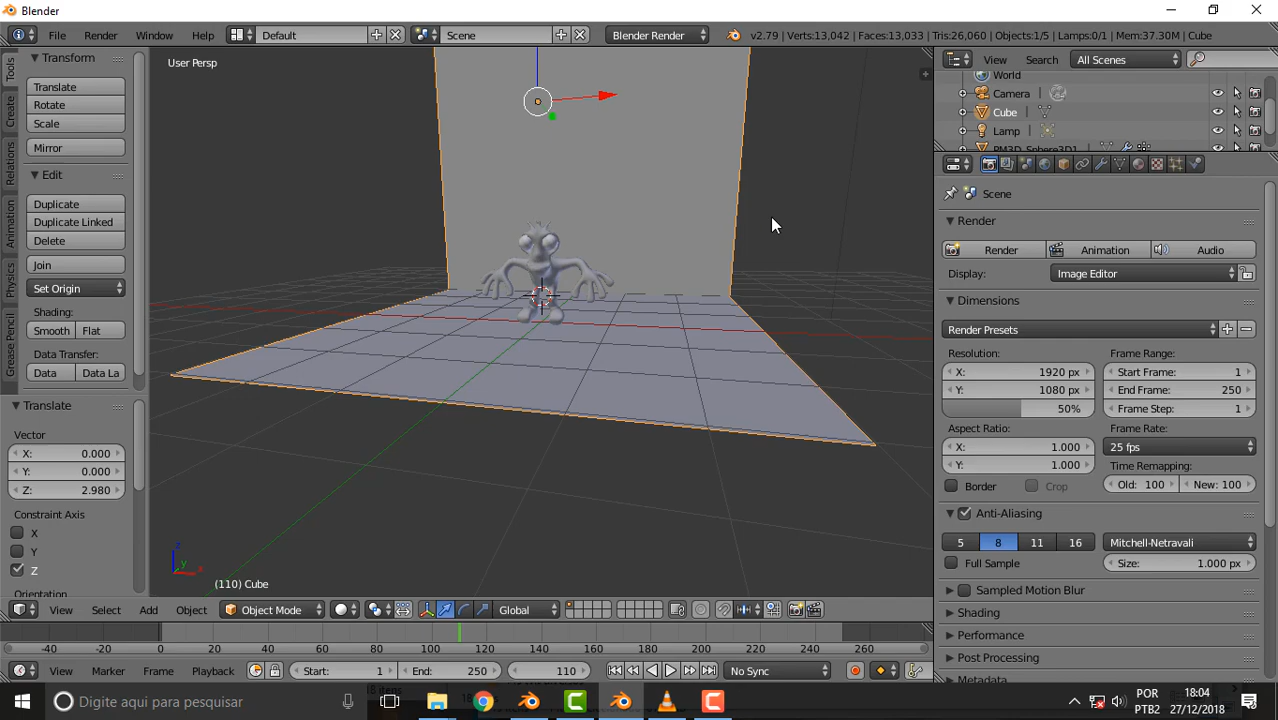 Blender
File Render Window Help Default Scene Blender Render v2.79 | Verts:13,042 | Faces:13,033 | Tris:26,060 | Objects:1/5 | Lamps:0/1 | Mem:37.30M | Cube
Tools
Create
Relations
Animation
Physics
Grease Pencil
Transform
Translate
Rotate
Scale
Mirror
Edit
Duplicate
Duplicate Linked
Delete
Join
Set Origin
Shading:
Smooth Flat
Data Transfer:
Data Data La
Translate
Vector
X: 0.000
Y: 0.000
Z: 2.980
Constraint Axis
X
Y
Z
Orientation
User Persp
z
y
x
(110) Cube
View Select Add Object Object Mode Global
View Search All Scenes
World
Camera
Cube
Lamp
PM3D_Sphere3D1
Scene
Render
Render Animation Audio
Display: Image Editor
Dimensions
Render Presets
Resolution: Frame Range:
X: 1920 px Start Frame: 1
Y: 1080 px End Frame: 250
50% Frame Step: 1
Aspect Ratio: Frame Rate:
X: 1.000 25 fps
Y: 1.000 Time Remapping:
Border Crop Old: 100 New: 100
Anti-Aliasing
5 8 11 16 Mitchell-Netravali
Full Sample Size: 1.000 px
Sampled Motion Blur
Shading
Performance
Post Processing
Metadata
-40 -20 0 20 40 60 80 100 120 140 160 180 200 220 240 260
View Marker Frame Playback Start: 1 End: 250 110 No Sync
Digite aqui para pesquisar
POR
PTB2
18:04
27/12/2018